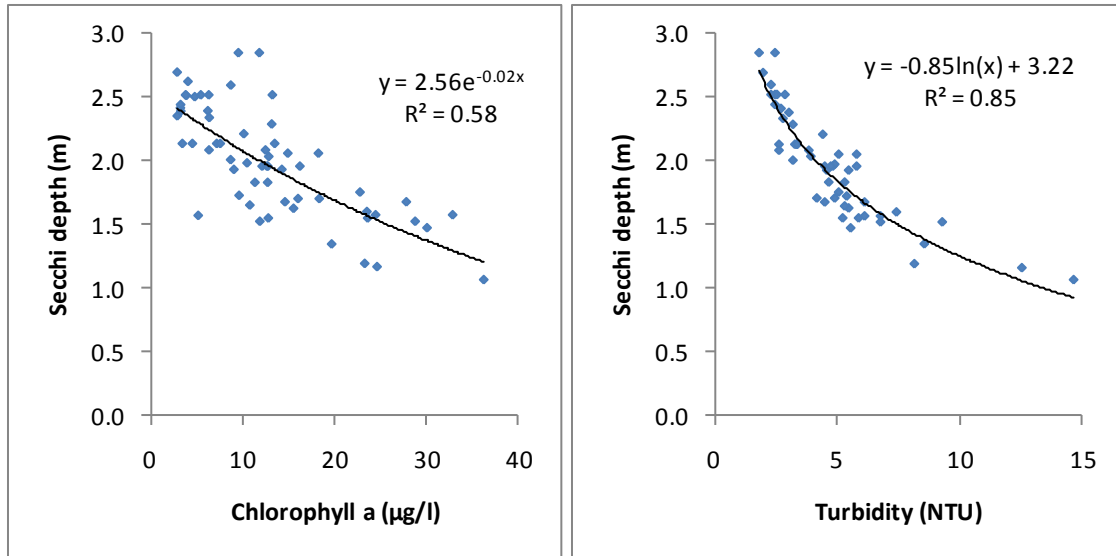 3.0
2.5
2.0
1.5
1.0
0.5
0.0
Secchi depth (m)
y = 2.56e^-0.02x
R² = 0.58
0 10 20 30 40
Chlorophyll a (µg/l)
3.0
2.5
2.0
1.5
1.0
0.5
0.0
Secchi depth (m)
y = -0.85ln(x) + 3.22
R² = 0.85
0 5 10 15
Turbidity (NTU)